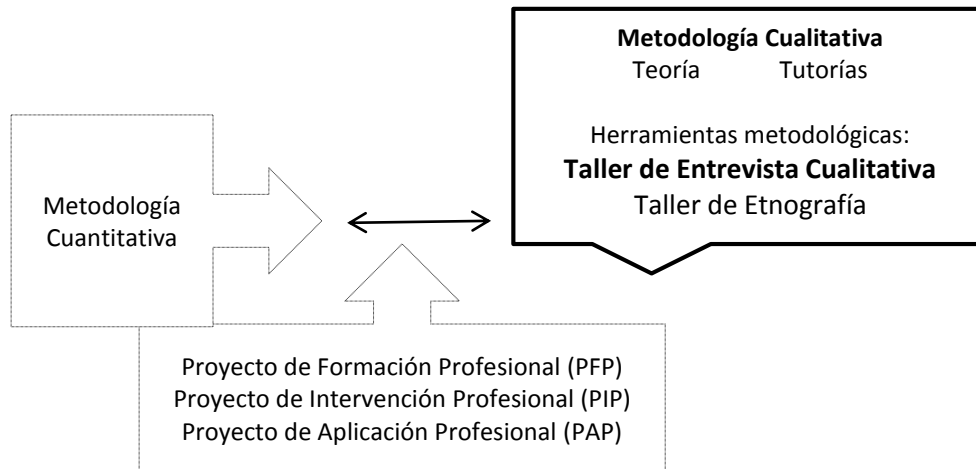 Metodología Cualitativa
Teoría Tutorías
Herramientas metodológicas:
Taller de Entrevista Cualitativa
Taller de Etnografía
Metodología
Cuantitativa
Proyecto de Formación Profesional (PFP)
Proyecto de Intervención Profesional (PIP)
Proyecto de Aplicación Profesional (PAP)